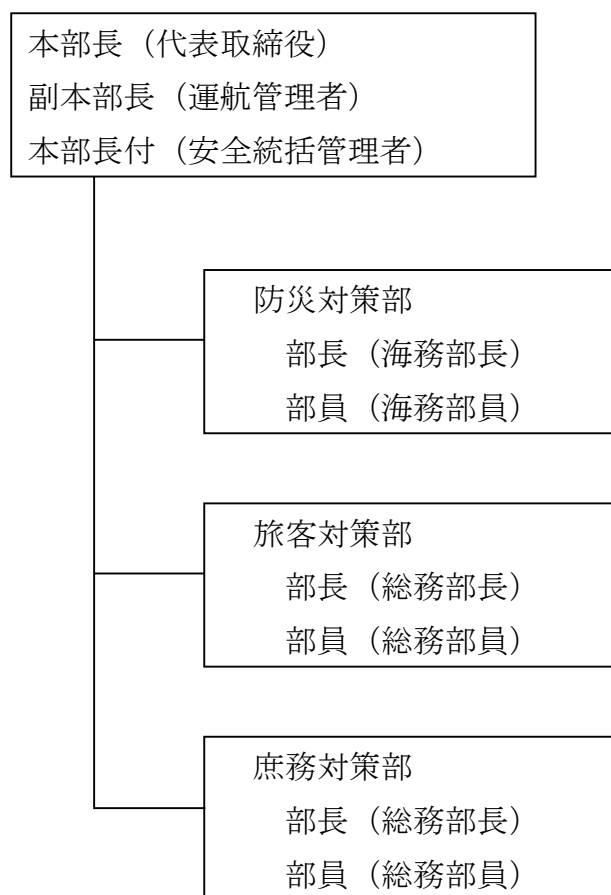 本部長（代表取締役）
副本部長（運航管理者）
本部長付（安全統括管理者）
防災対策部
部長（海務部長）
部員（海務部員）
旅客対策部
部長（総務部長）
部員（総務部員）
庶務対策部
部長（総務部長）
部員（総務部員）